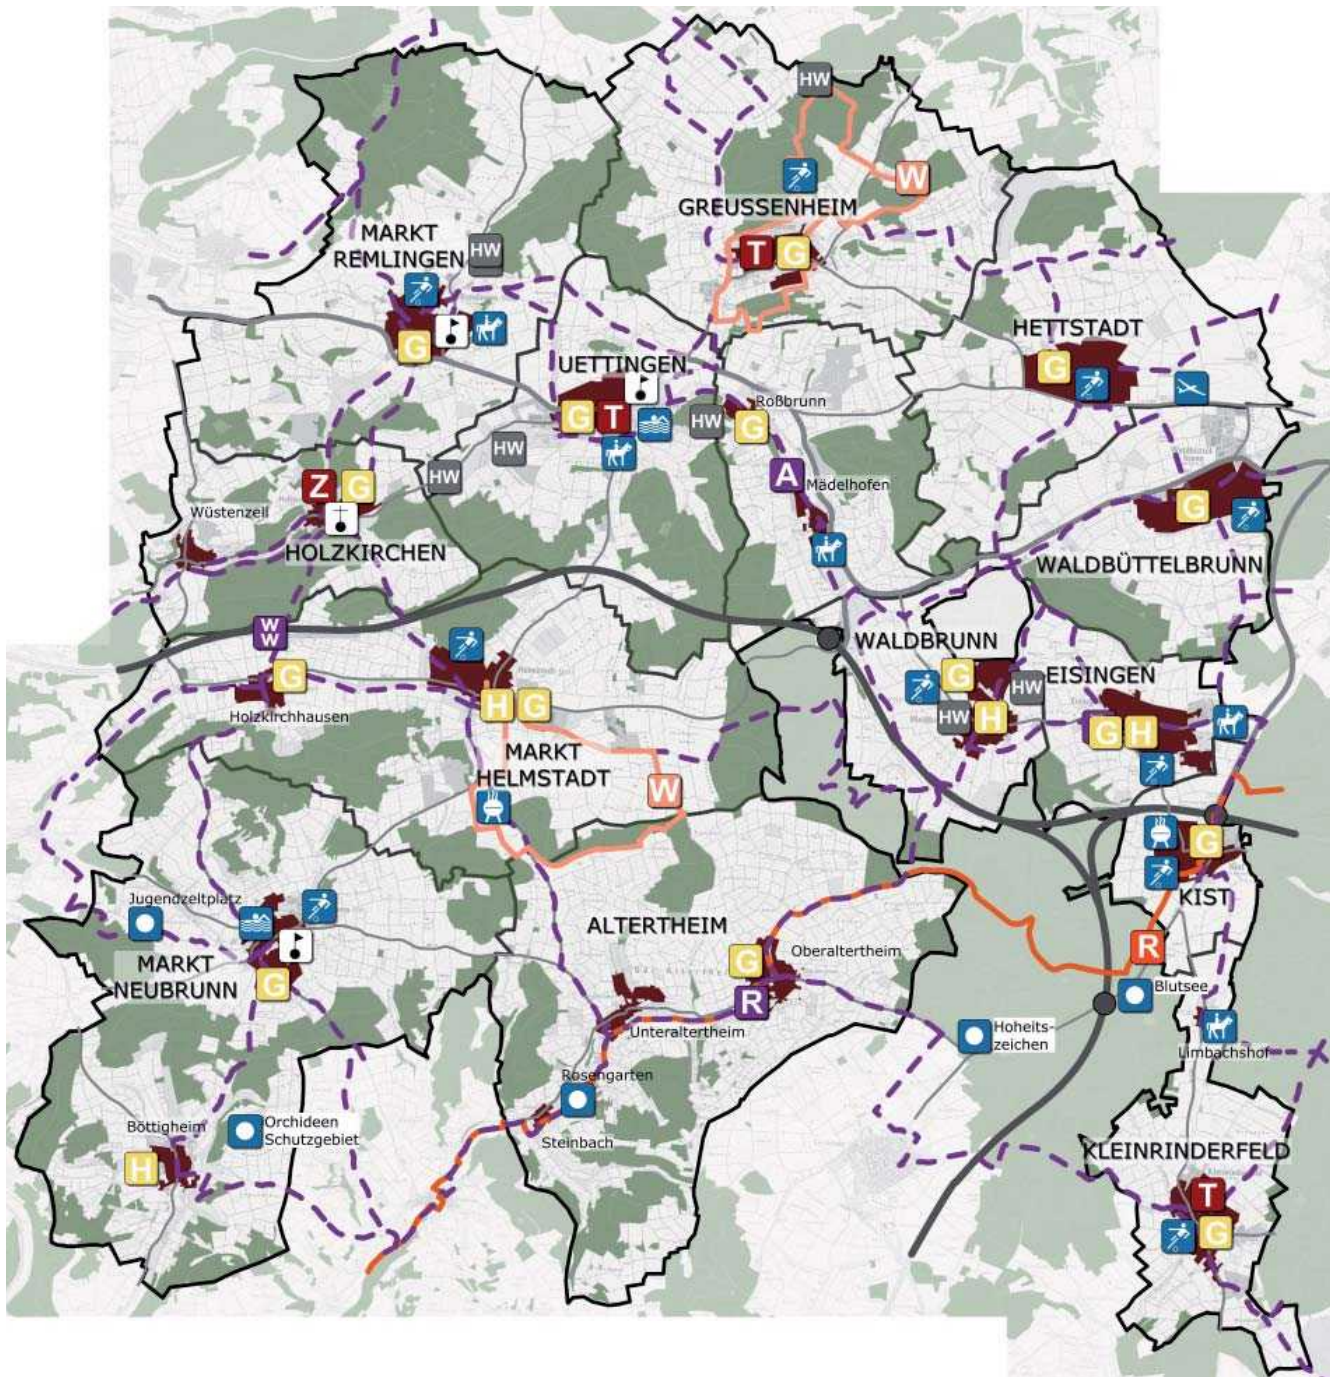 HW
W
GREUSSENHEIM
MARKT
REMLINGEN
HW
T G
HETTSTADT
G
G
UETTINGEN
Roßbrunn
G T
HW
G
HW
A
Mädelhofen
HW
Z G
Wüstenzell
HOLZKIRCHEN
G
WALDBÜTTELBRUNN
W
W
WALDBRUNN
G
EISINGEN
HW
G
Holzkirchhausen
H G
HW
H
G H
MARKT
HELMSTADT
W
G
KIST
Jugendzeltplatz
ALTERTHEIM
Oberaltertheim
G
R
MARKT
NEUBRUNN
G
R
Blutsee
Unteraltertheim
Hoheits-
zeichen
Limbachshof
Rosengarten
Böttigheim
Orchideen
Schutzgebiet
Steinbach
KLEINRINDERFELD
H
T
G